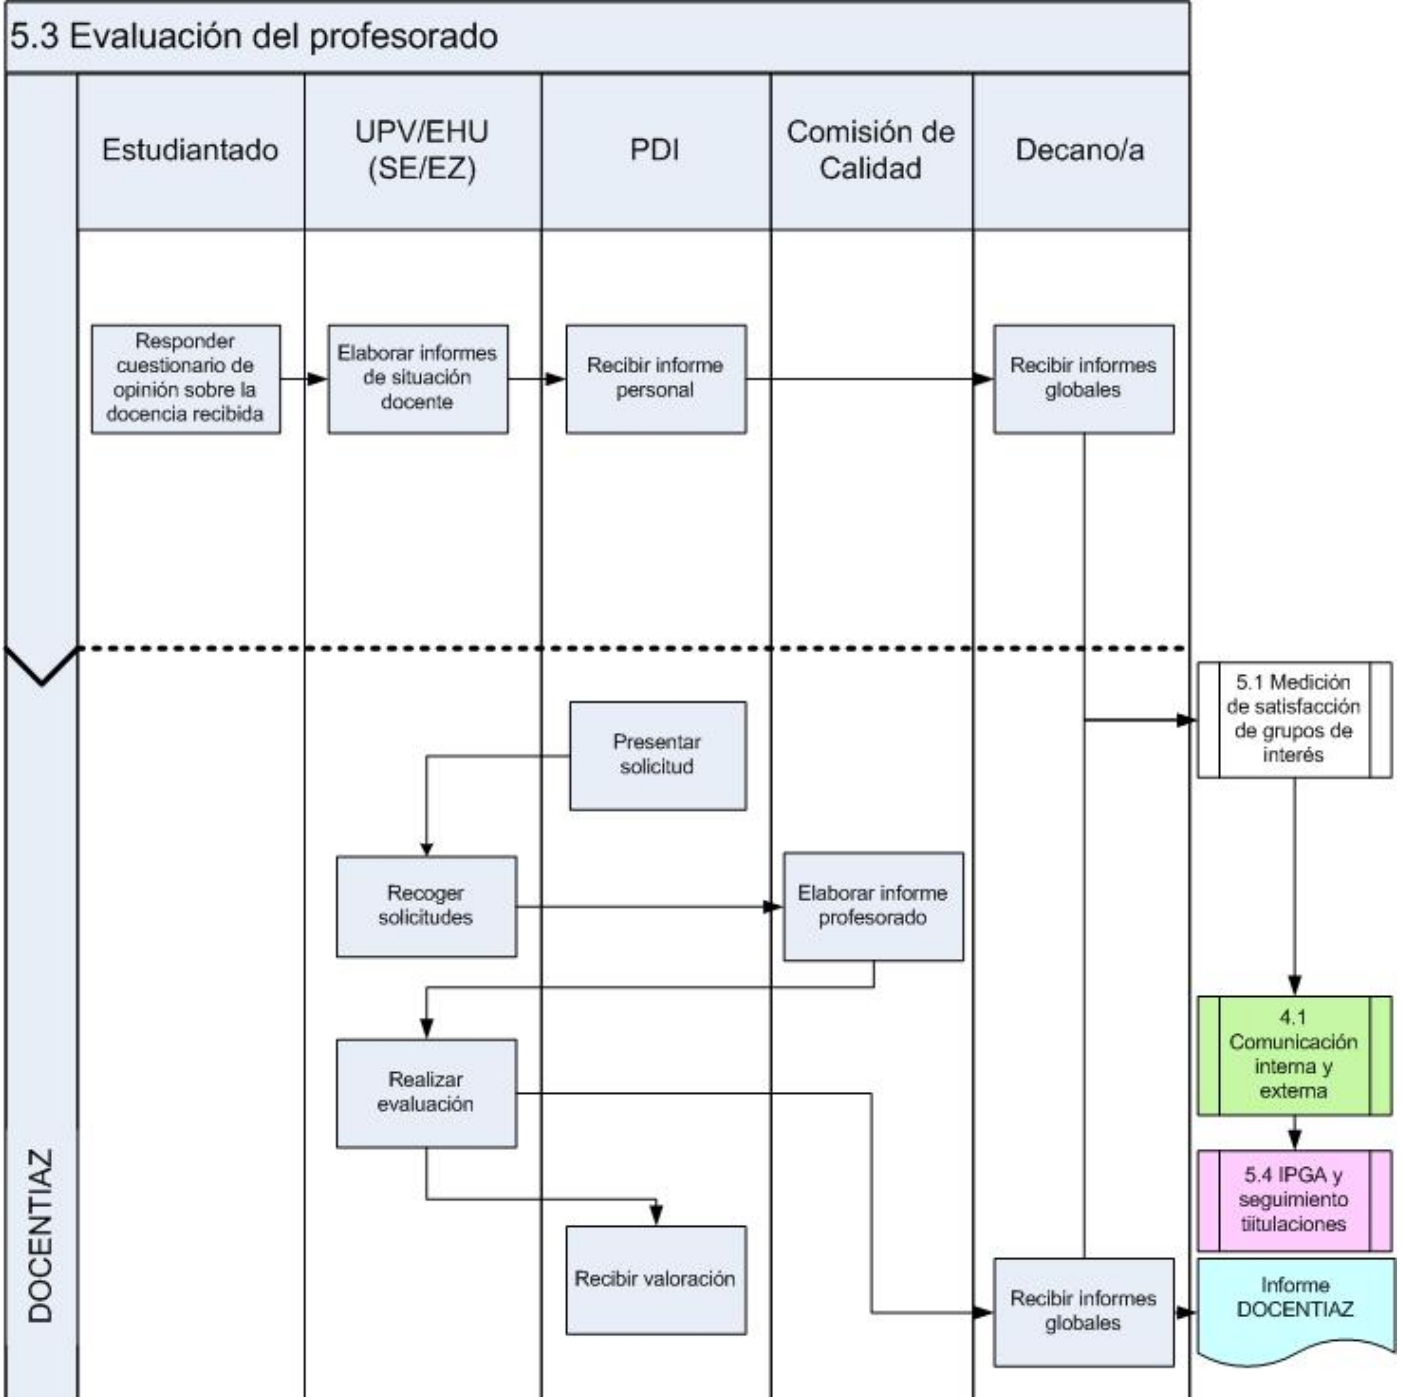 5.3 Evaluación del profesorado
Estudiantado
UPV/EHU
(SE/EZ)
PDI
Comisión de
Calidad
Decano/a
Responder
cuestionario de
opinión sobre la
docencia recibida
Elaborar informes
de situación
docente
Recibir informe
personal
Recibir informes
globales
5.1 Medición
de satisfacción
de grupos de
interés
Presentar
solicitud
Recoger
solicitudes
Elaborar informe
profesorado
4.1
Comunicación
interna y
externa
Realizar
evaluación
5.4 IPGA y
seguimiento
tiitulaciones
DOCENTIAZ
Recibir valoración
Recibir informes
globales
Informe
DOCENTIAZ